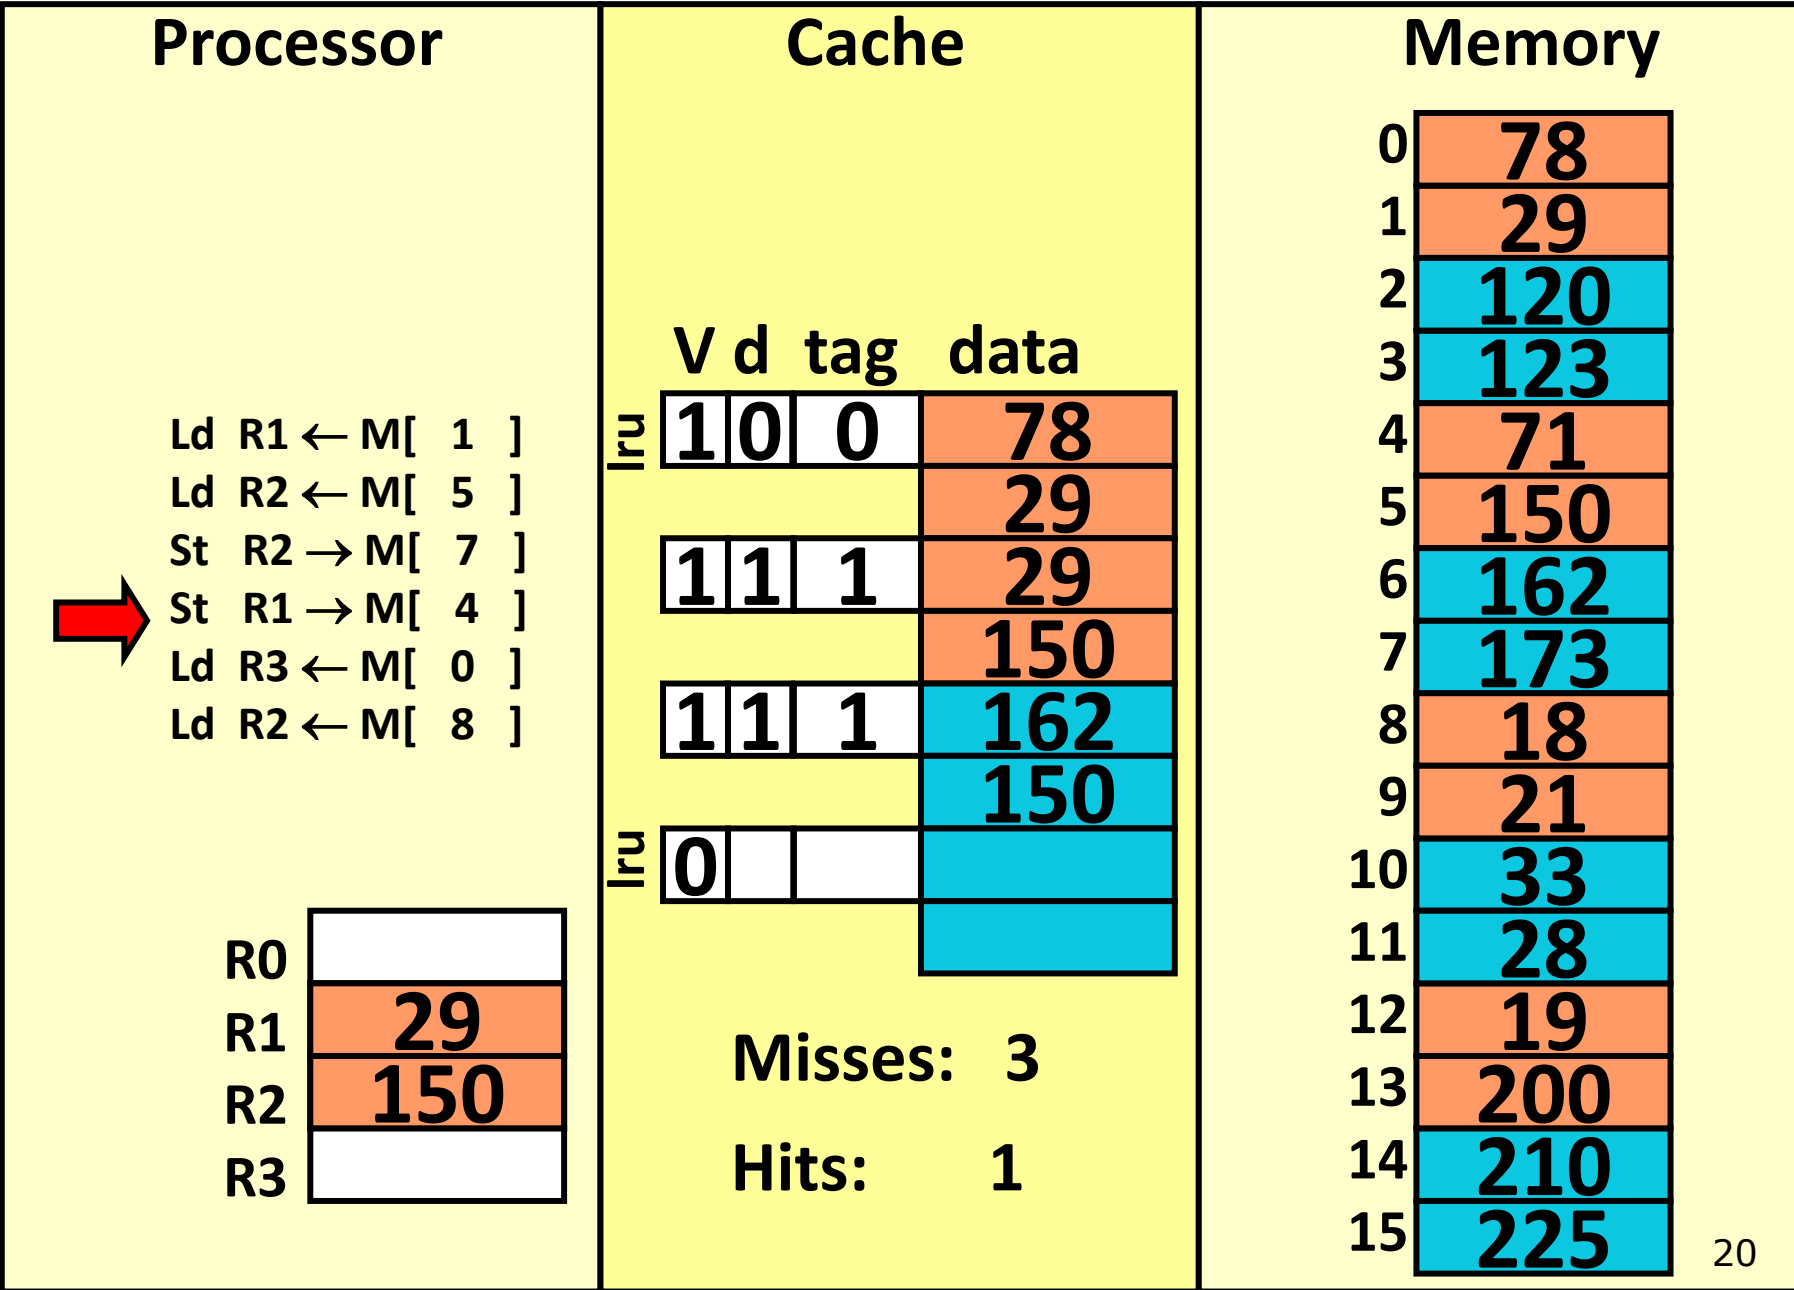 Processor
Ld R1 ← M[ 1 ]
Ld R2 ← M[ 5 ]
St R2 → M[ 7 ]
St R1 → M[ 4 ]
Ld R3 ← M[ 0 ]
Ld R2 ← M[ 8 ]
R0
R1 29
R2 150
R3
Cache
V d tag data
lru 1 0 0 78
29
1 1 1 29
150
1 1 1 162
150
lru 0
Misses: 3
Hits: 1
Memory
0 78
1 29
2 120
3 123
4 71
5 150
6 162
7 173
8 18
9 21
10 33
11 28
12 19
13 200
14 210
15 225
20